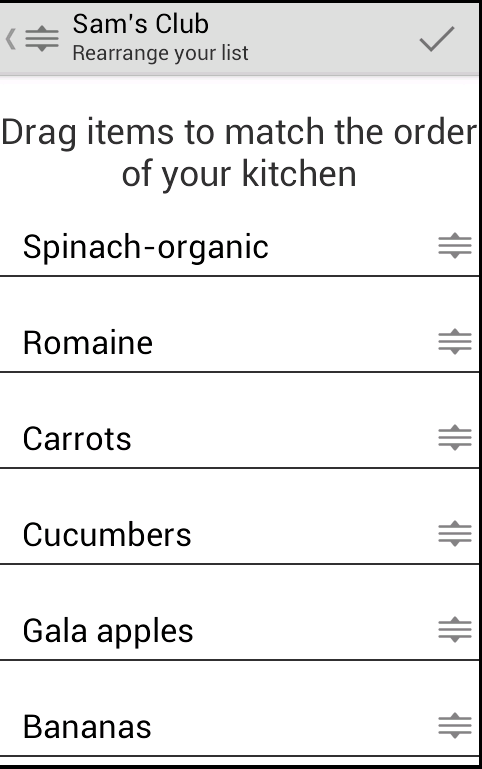 Sam's Club
Rearrange your list
Drag items to match the order
of your kitchen
Spinach-organic
Romaine
Carrots
Cucumbers
Gala apples
Bananas